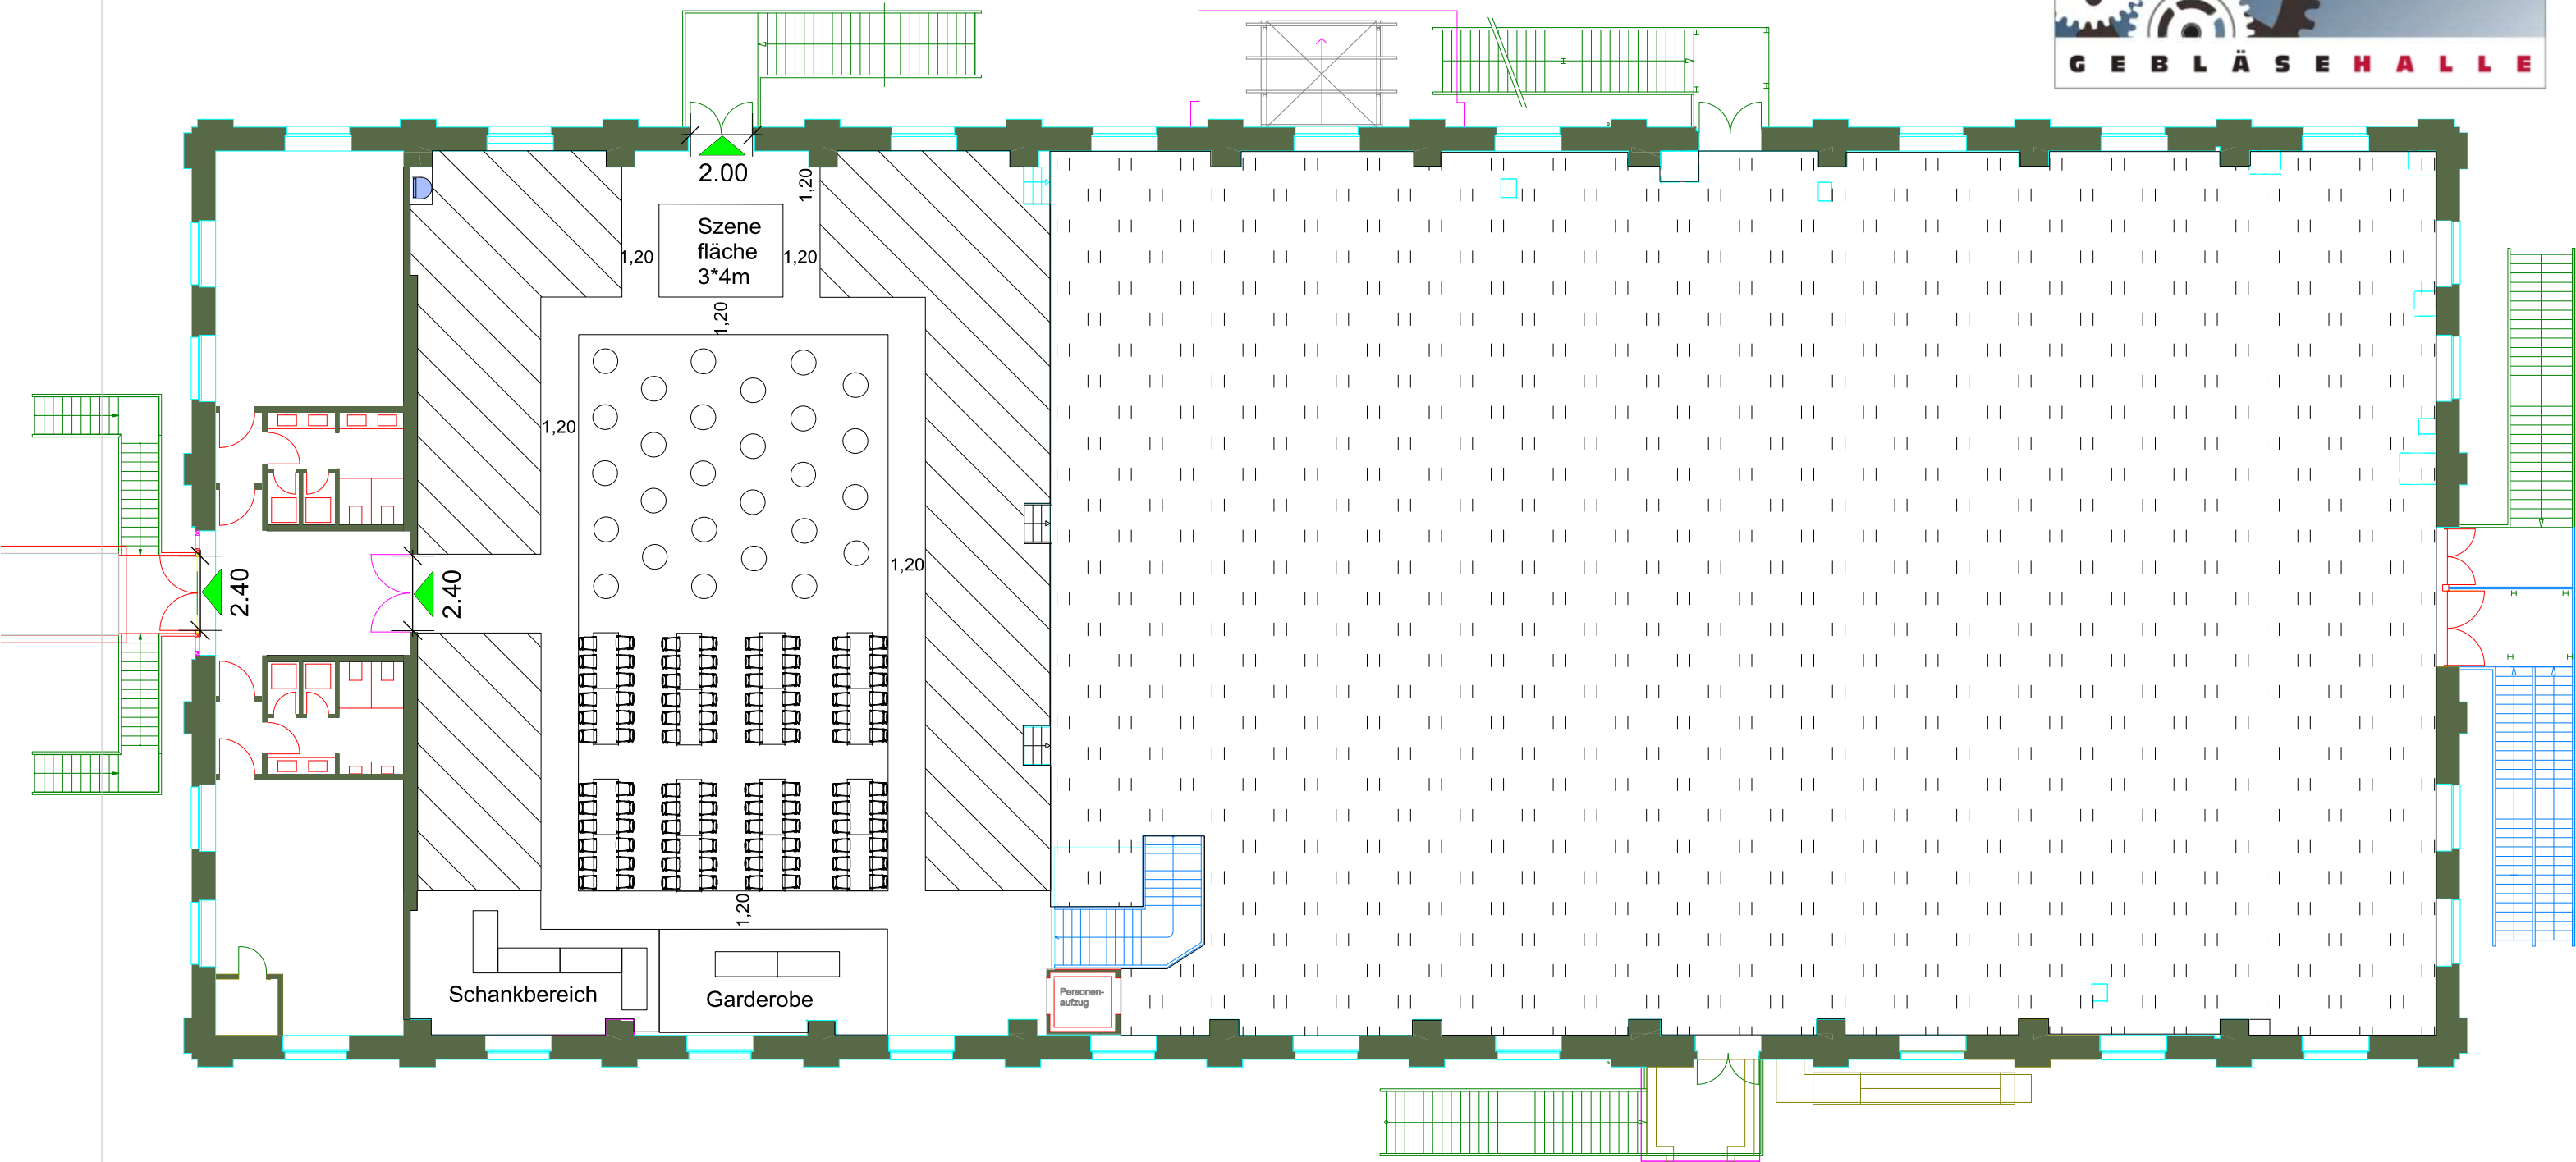 GEBLÄSEHALLE
2.00
1,20
Szene
fläche
3*4m
1,20
1,20
1,20
1,20
1,20
2.40
2.40
1,20
Schankbereich
Garderobe
Personen-
aufzug